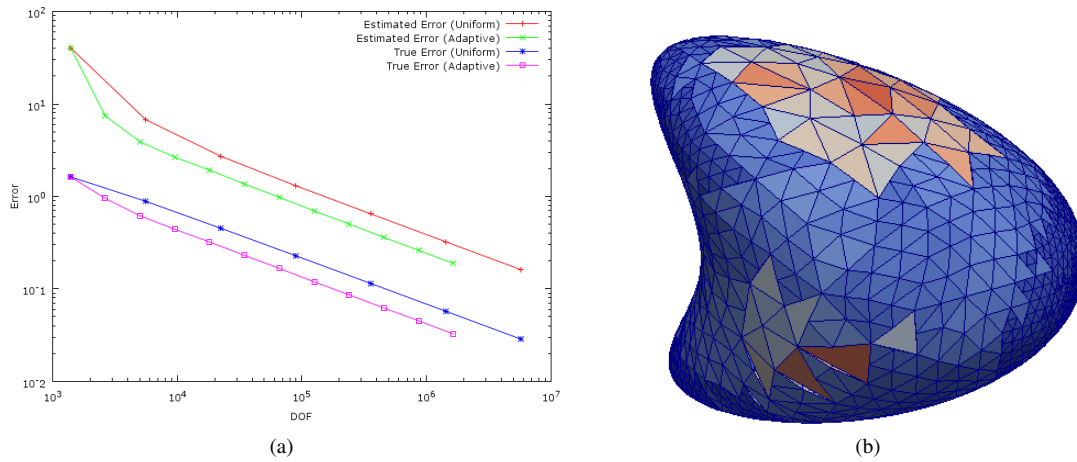 Estimated Error (Uniform)
Estimated Error (Adaptive)
True Error (Uniform)
True Error (Adaptive)
10^2
10^1
10^0
10^-1
10^-2
Error
10^3 10^4 10^5 10^6 10^7
DOF
(a) (b)